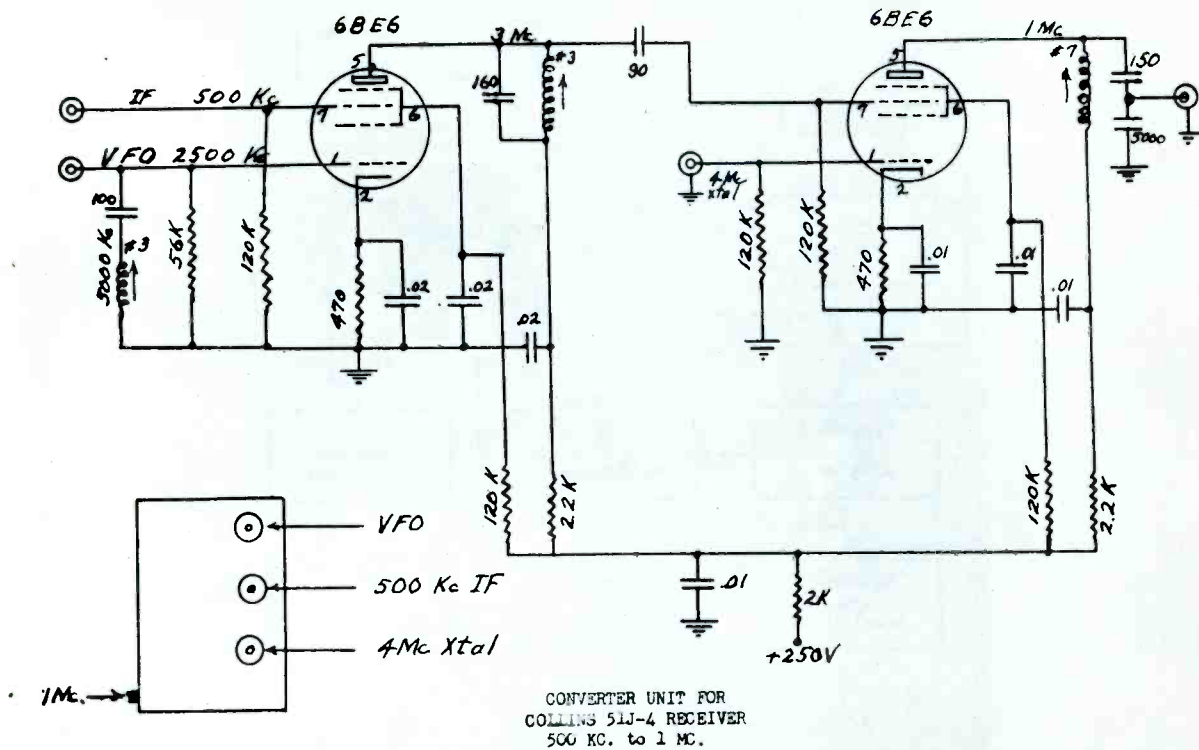 6BE6
6BE6
3 Mc
1 Mc
#3
#7
5
5
160
90
150
5000
IF 500 Kc
VFO 2500 Kc
7
6
1
2
7
6
1
2
4Mc
xtal
100
5000 Kc
#3
56K
120K
470
.02
.02
.02
120K
120K
470
.01
.01
.01
120K
2.2K
120K
2.2K
.01
2K
+250V
VFO
500 Kc IF
4Mc Xtal
1Mc.
CONVERTER UNIT FOR
COLLINS 51J-4 RECEIVER
500 KC. to 1 MC.